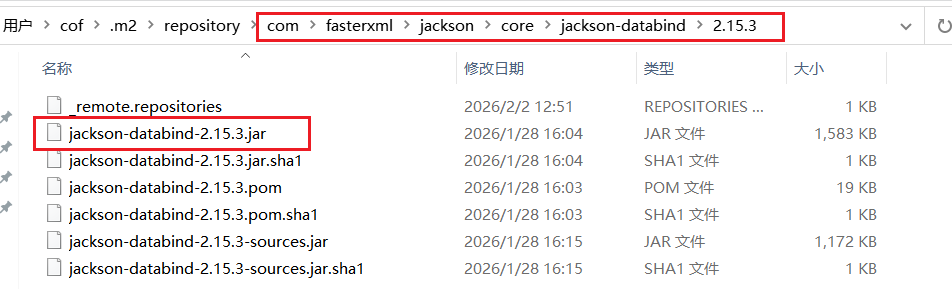 用户 > cof > .m2 > repository > com > fasterxml > jackson > core > jackson-databind > 2.15.3
名称 修改日期 类型 大小
_remote.repositories 2026/2/2 12:51 REPOSITORIES ... 1 KB
jackson-databind-2.15.3.jar 2026/1/28 16:04 JAR 文件 1,583 KB
jackson-databind-2.15.3.jar.sha1 2026/1/28 16:04 SHA1 文件 1 KB
jackson-databind-2.15.3.pom 2026/1/28 16:03 POM 文件 19 KB
jackson-databind-2.15.3.pom.sha1 2026/1/28 16:03 SHA1 文件 1 KB
jackson-databind-2.15.3-sources.jar 2026/1/28 16:15 JAR 文件 1,172 KB
jackson-databind-2.15.3-sources.jar.sha1 2026/1/28 16:15 SHA1 文件 1 KB